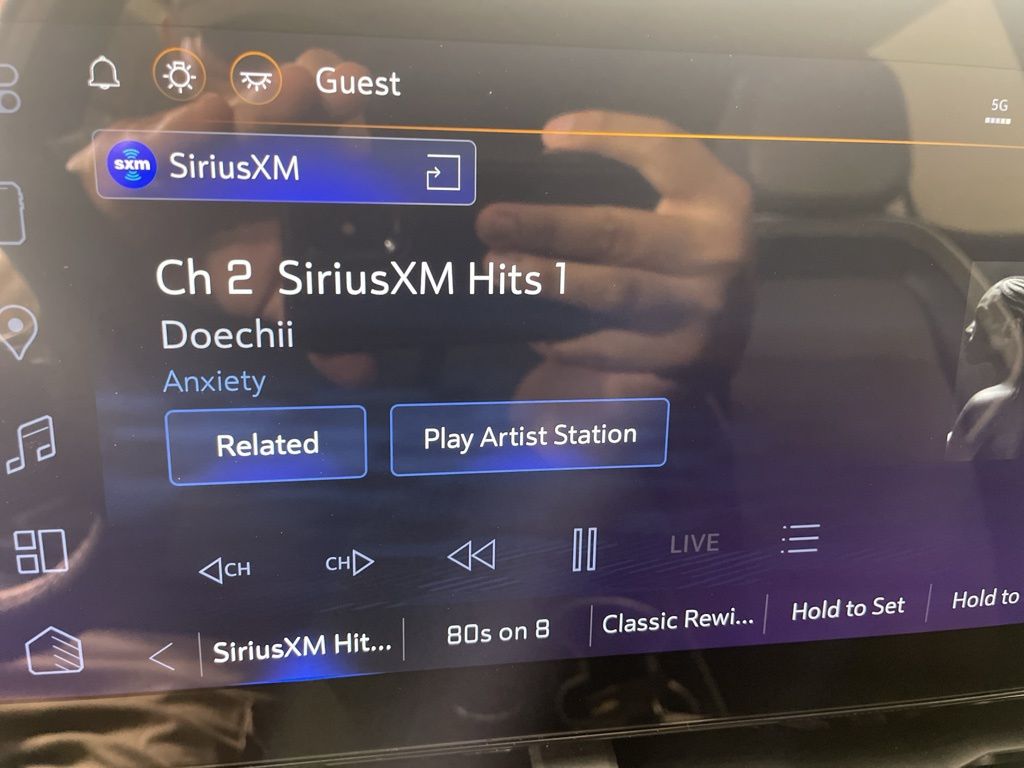 Guest
5G
sxm SiriusXM
Ch 2 SiriusXM Hits 1
Doechii
Anxiety
Related
Play Artist Station
CH CH LIVE
SiriusXM Hit... 80s on 8 Classic Rewi... Hold to Set Hold to